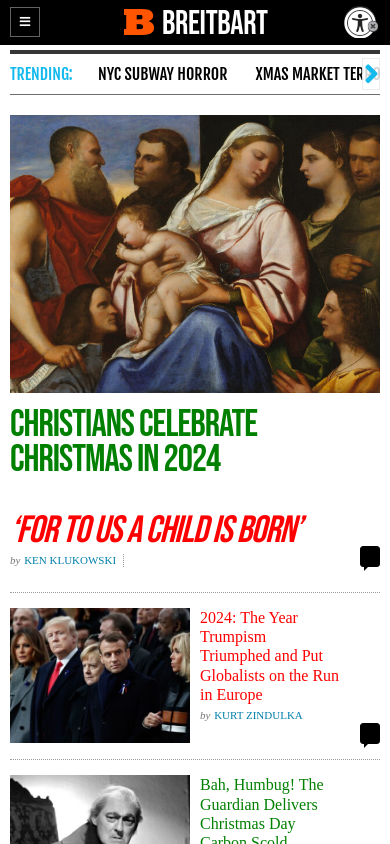 BREITBART
TRENDING:
NYC SUBWAY HORROR
XMAS MARKET TER
CHRISTIANS CELEBRATE
CHRISTMAS IN 2024
‘FOR TO US A CHILD IS BORN’
by KEN KLUKOWSKI
2024: The Year
Trumpism
Triumphed and Put
Globalists on the Run
in Europe
by KURT ZINDULKA
Bah, Humbug! The
Guardian Delivers
Christmas Day
Carbon Scold